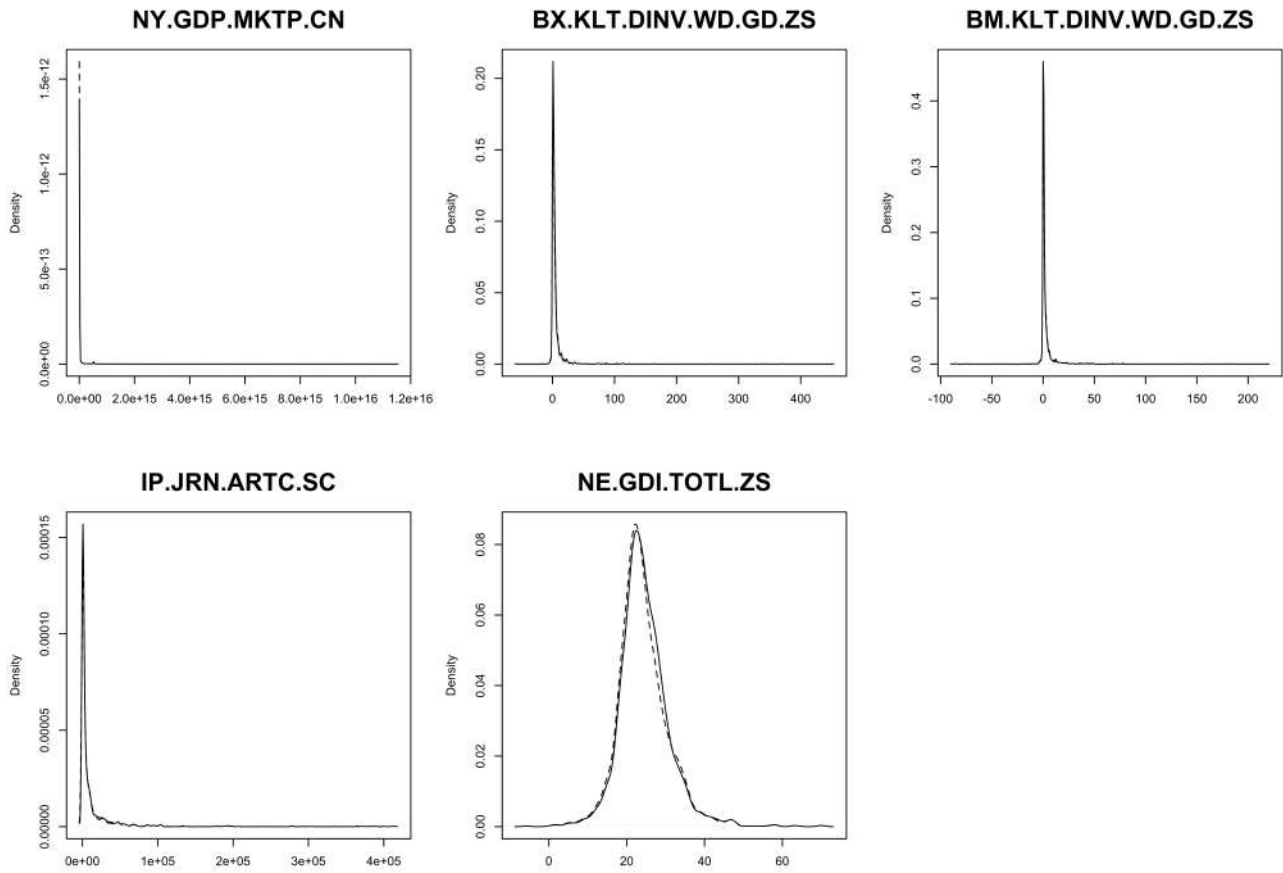 NY.GDP.MKTP.CN
BX.KLT.DINV.WD.GD.ZS
BM.KLT.DINV.WD.GD.ZS
Density
1.5e-12
1.0e-12
5.0e-13
0.0e+00
0.0e+00 2.0e+15 4.0e+15 6.0e+15 8.0e+15 1.0e+16 1.2e+16
Density
0.20
0.15
0.10
0.05
0.00
0 100 200 300 400
Density
0.4
0.3
0.2
0.1
0.0
-100 -50 0 50 100 150 200
IP.JRN.ARTC.SC
NE.GDI.TOTL.ZS
Density
0.00015
0.00010
0.00005
0.00000
0e+00 1e+05 2e+05 3e+05 4e+05
Density
0.08
0.06
0.04
0.02
0.00
0 20 40 60